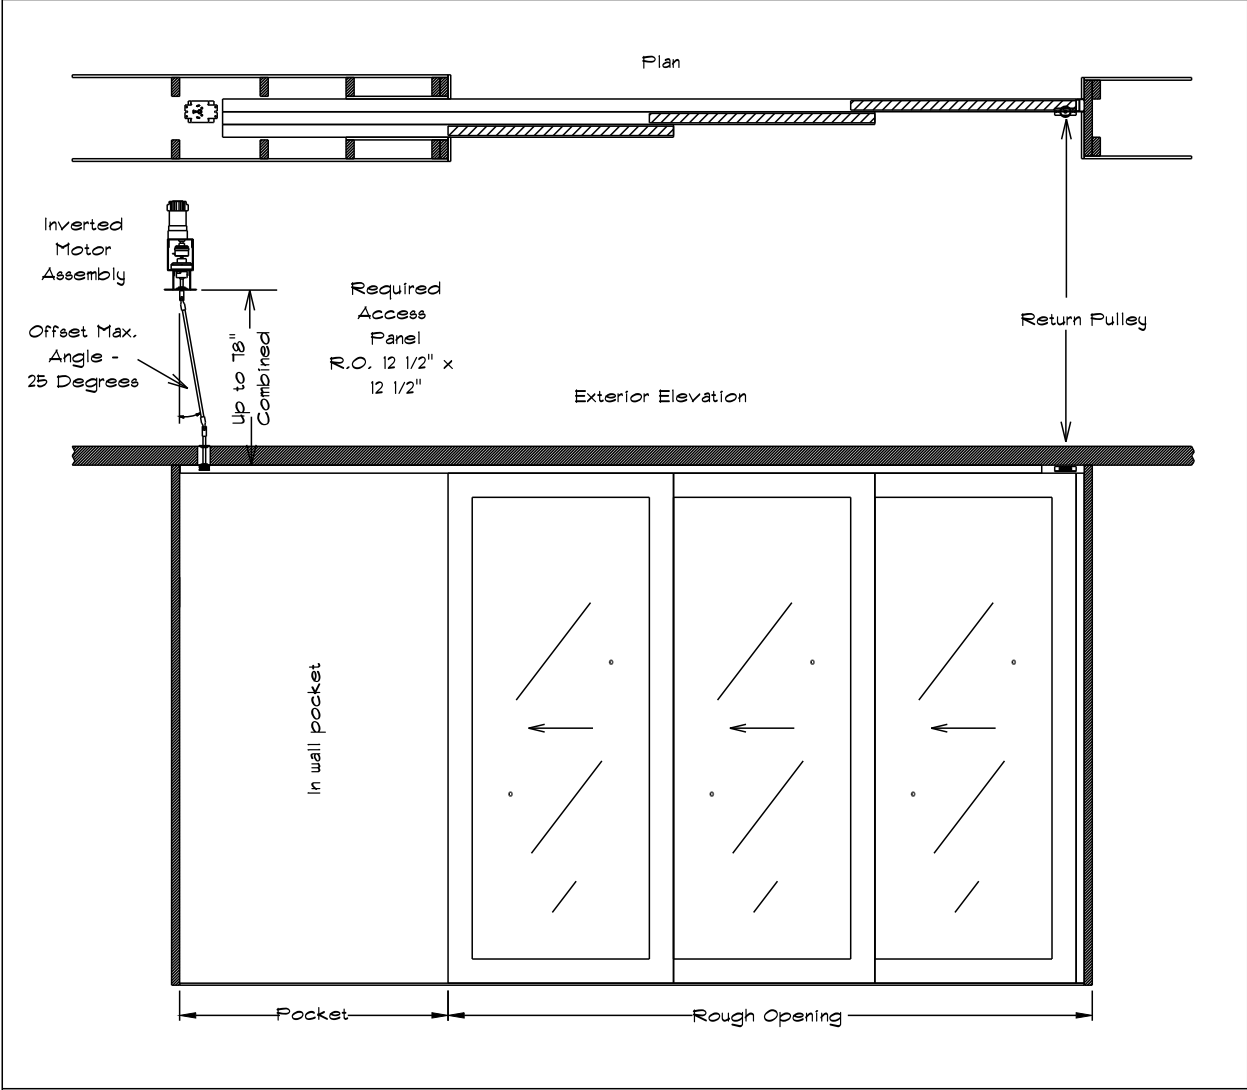 Plan
Inverted
Motor
Assembly
Offset Max.
Angle -
25 Degrees
Up to 78"
Combined
Required
Access
Panel
R.O. 12 1/2" x
12 1/2"
Return Pulley
Exterior Elevation
In wall pocket
Pocket
Rough Opening